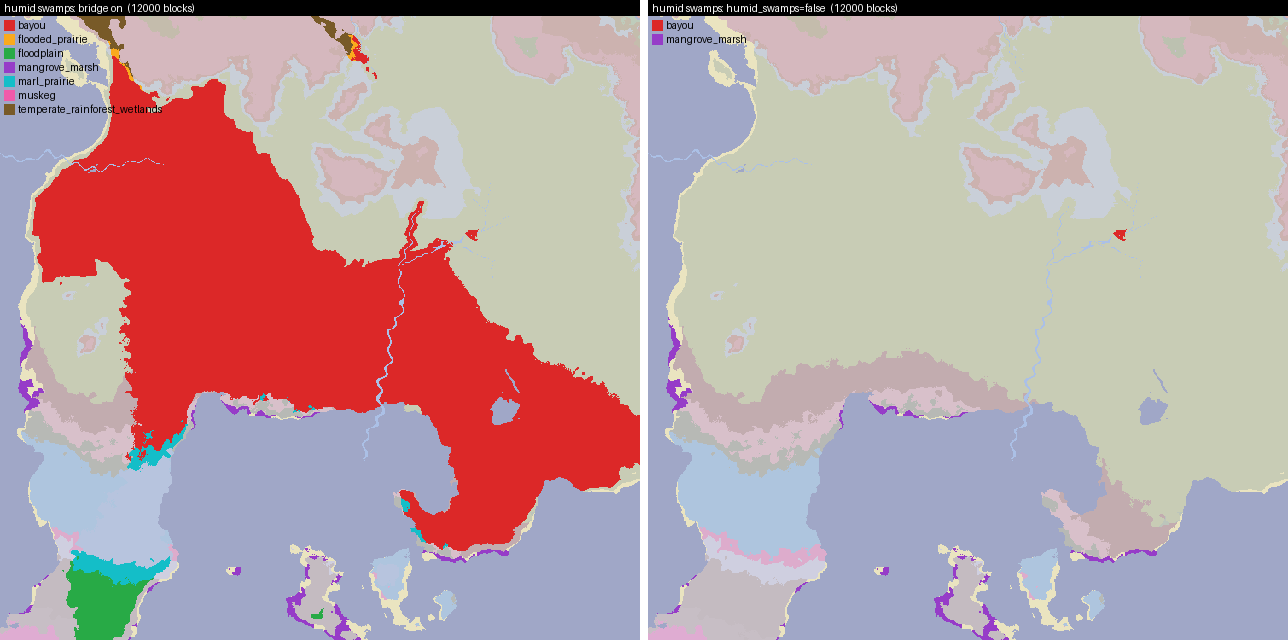 humid swamps: bridge on  (12000 blocks)
bayou
flooded_prairie
floodplain
mangrove_marsh
marl_prairie
muskeg
temperate_rainforest_wetlands
humid swamps: humid_swamps=false  (12000 blocks)
bayou
mangrove_marsh